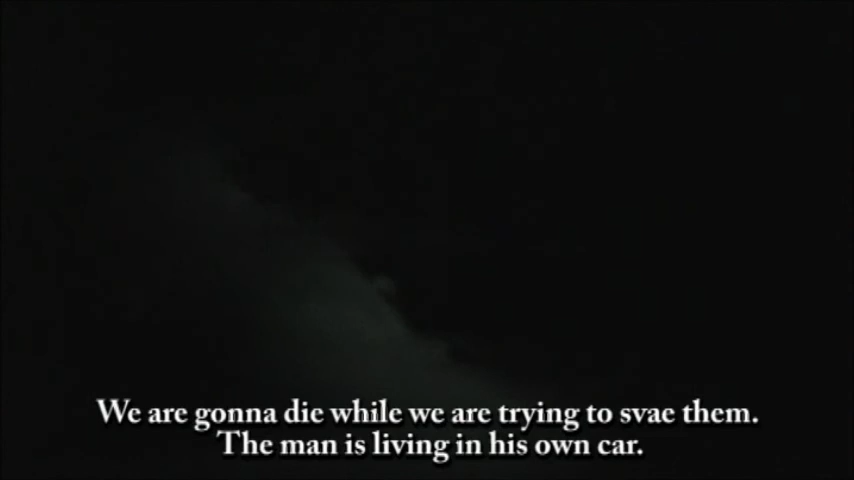 We are gonna die while we are trying to svae them.
The man is living in his own car.